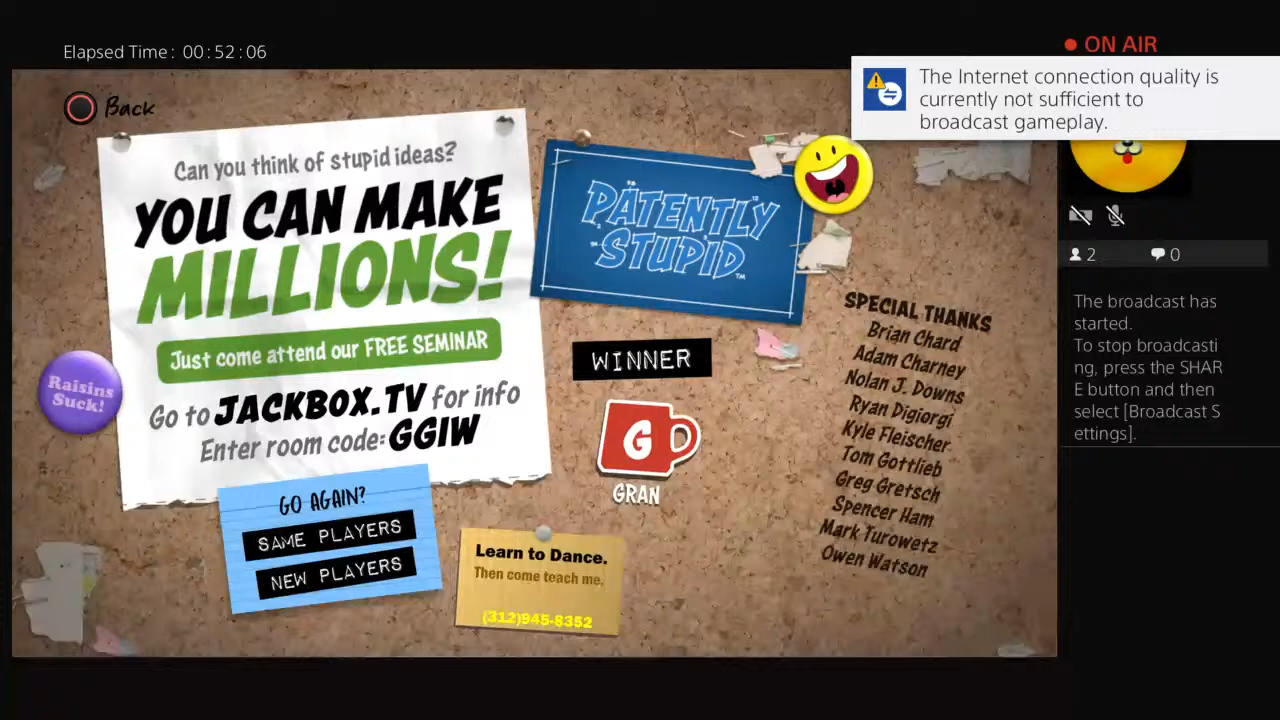 Elapsed Time: 00:52:06
ON AIR
The Internet connection quality is
currently not sufficient to
broadcast gameplay.
Back
Can you think of stupid ideas?
YOU CAN MAKE
MILLIONS!
Just come attend our FREE SEMINAR
Go to JACKBOX.TV for info
Enter room code: GGIW
Raisins
Suck!
PATENTLY
STUPID
TM
WINNER
G
GRAN
GO AGAIN?
SAME PLAYERS
NEW PLAYERS
Learn to Dance.
Then come teach me.
(312)945-8352
SPECIAL THANKS
Brian Chard
Adam Charney
Nolan J. Downs
Ryan Digiorgi
Kyle Fleischer
Tom Gottlieb
Greg Gretsch
Spencer Ham
Mark Turowetz
Owen Watson
2
0
The broadcast has
started.
To stop broadcasti
ng, press the SHAR
E button and then
select [Broadcast S
ettings].